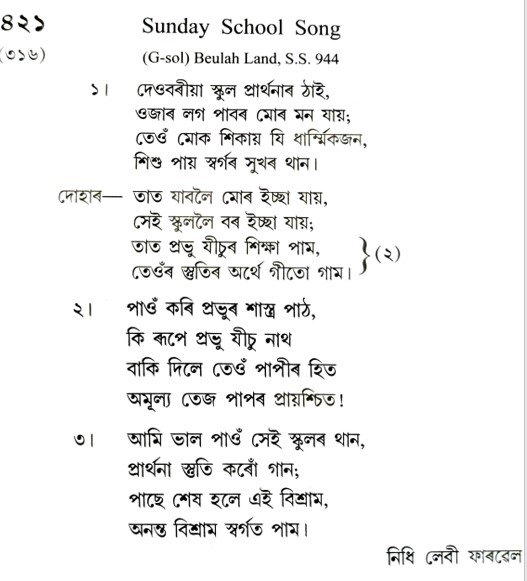 ৪২১
Sunday School Song
(৩১৬)
(G-sol) Beulah Land, S.S. 944
১। দেওবৰীয়া স্কুল প্ৰাৰ্থনাৰ ঠাই,
ওজাৰ লগ পাবৰ মোৰ মন যায়;
তেওঁ মোক শিকায় যি ধাৰ্ম্মিকজন,
শিশু পায় স্বৰ্গৰ সুখৰ থান।
দোহাৰ— তাত যাবলৈ মোৰ ইচ্ছা যায়,
সেই স্কুললৈ বৰ ইচ্ছা যায়;
তাত প্ৰভু যীচুৰ শিক্ষা পাম,
তেওঁৰ স্তুতিৰ অৰ্থে গীতো গাম। } (২)
২। পাওঁ কৰি প্ৰভুৰ শাস্ত্ৰ পাঠ,
কি ৰূপে প্ৰভু যীচু নাথ
বাকি দিলে তেওঁ পাপীৰ হিত
অমূল্য তেজ পাপৰ প্ৰায়শ্চিত!
৩। আমি ভাল পাওঁ সেই স্কুলৰ থান,
প্ৰাৰ্থনা স্তুতি কৰোঁ গান;
পাছে শেষ হলে এই বিশ্ৰাম,
অনন্ত বিশ্ৰাম স্বৰ্গত পাম।
নিধি লেবী ফাৰৱেল